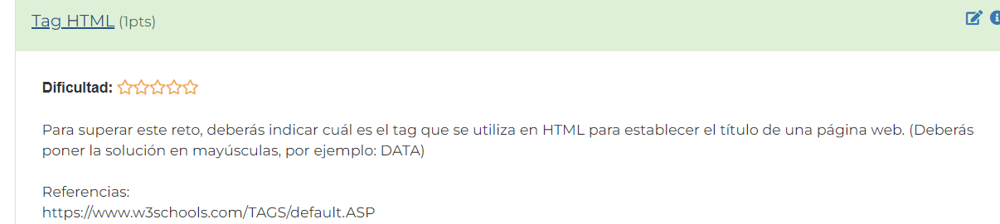 Tag HTML (1pts)
Dificultad:
Para superar este reto, deberás indicar cuál es el tag que se utiliza en HTML para establecer el título de una página web. (Deberás
poner la solución en mayúsculas, por ejemplo: DATA)
Referencias:
https://www.w3schools.com/TAGS/default.ASP